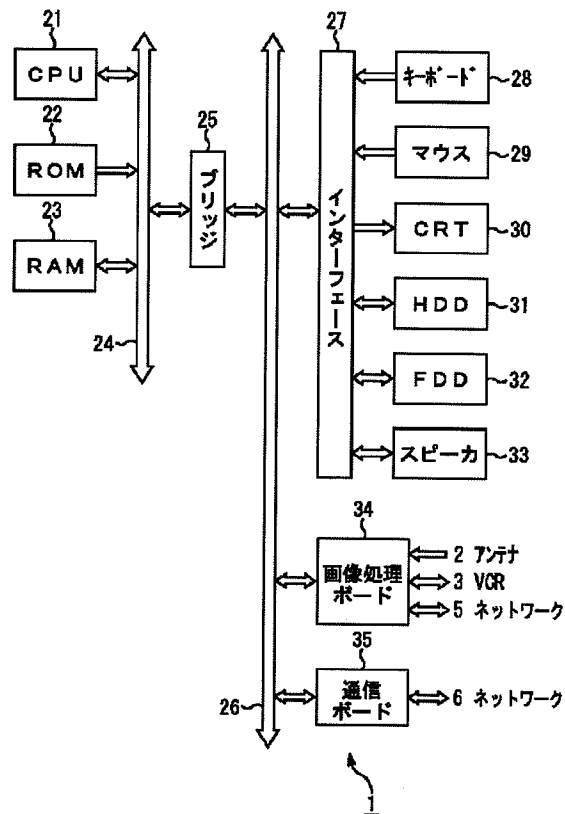 21
CPU
22
ROM
23
RAM
24
25
ブリッジ
26
27
インターフェース
キーボード
28
マウス
29
CRT
30
HDD
31
FDD
32
スピーカ
33
34
画像処理
ボード
2 アンテナ
3 VCR
5 ネットワーク
35
通信
ボード
6 ネットワーク
1